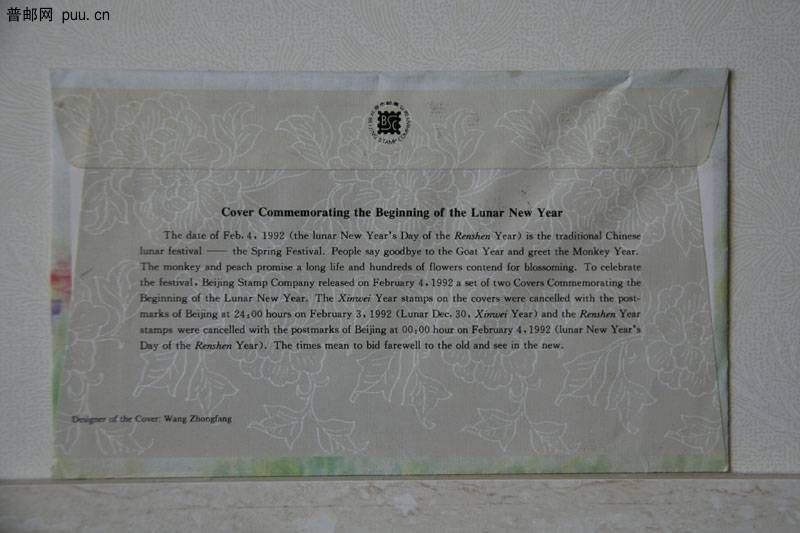 普邮网 puu.cn
BSC
BEIJING STAMP COMPANY
Cover Commemorating the Beginning of the Lunar New Year
The date of Feb. 4, 1992 (the lunar New Year's Day of the Renshen Year) is the traditional Chinese
lunar festival —— the Spring Festival. People say goodbye to the Goat Year and greet the Monkey Year.
The monkey and peach promise a long life and hundreds of flowers contend for blossoming. To celebrate
the festival, Beijing Stamp Company released on February 4, 1992 a set of two Covers Commemorating the
Beginning of the Lunar New Year. The Xinwei Year stamps on the covers were cancelled with the post-
marks of Beijing at 24:00 hours on February 3, 1992 (Lunar Dec. 30, Xinwei Year) and the Renshen Year
stamps were cancelled with the postmarks of Beijing at 00:00 hour on February 4, 1992 (lunar New Year's
Day of the Renshen Year). The times mean to bid farewell to the old and see in the new.
Designer of the Cover: Wang Zhongfang